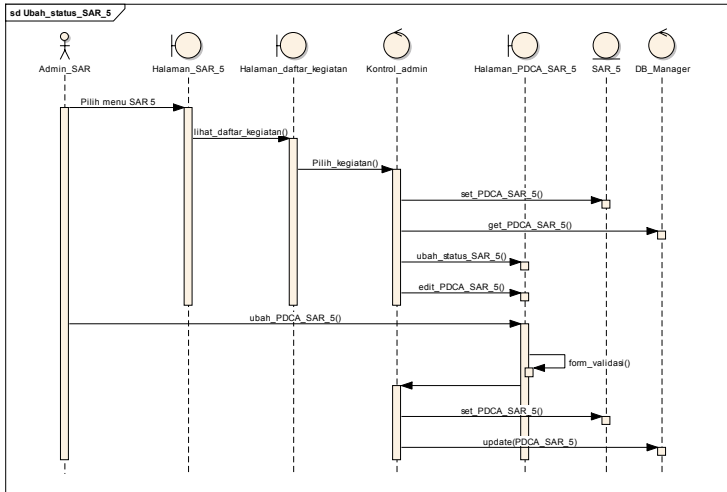 sd Ubah_status_SAR_5
Admin_SAR
Halaman_SAR_5
Halaman_daftar_kegiatan
Kontrol_admin
Halaman_PDCA_SAR_5
SAR_5
DB_Manager
Pilih menu SAR 5
lihat_daftar_kegiatan()
Pilih_kegiatan()
set_PDCA_SAR_5()
get_PDCA_SAR_5()
ubah_status_SAR_5()
edit_PDCA_SAR_5()
ubah_PDCA_SAR_5()
form_validasi()
set_PDCA_SAR_5()
update(PDCA_SAR_5)